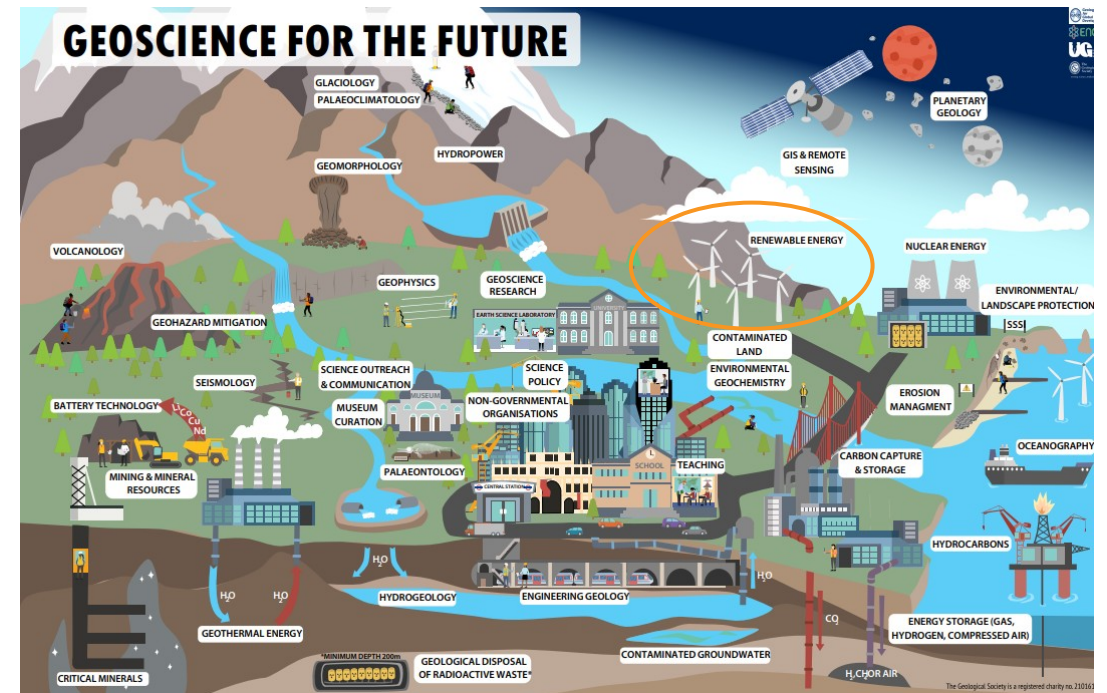 GEOSCIENCE FOR THE FUTURE
GLACIOLOGY
PALAEOCLIMATOLOGY
PLANETARY
GEOLOGY
HYDROPOWER
GIS & REMOTE
SENSING
GEOMORPHOLOGY
RENEWABLE ENERGY
NUCLEAR ENERGY
VOLCANOLOGY
GEOPHYSICS
GEOSCIENCE
RESEARCH
ENVIRONMENTAL/
LANDSCAPE PROTECTION
UNIVERSITY
EARTH SCIENCE LABORATORY
GEOHAZARD MITIGATION
|SSS|
CONTAMINATED
LAND
SCIENCE OUTREACH
& COMMUNICATION
SCIENCE
POLICY
ENVIRONMENTAL
GEOCHEMISTRY
SEISMOLOGY
EROSION
MANAGMENT
MUSEUM
BATTERY TECHNOLOGY
Li Co
Cu
Nd
MUSEUM
CURATION
NON-GOVERNMENTAL
ORGANISATIONS
OCEANOGRAPHY
CARBON CAPTURE
& STORAGE
PALAEONTOLOGY
SCHOOL
TEACHING
MINING & MINERAL
RESOURCES
CENTRAL STATION
HYDROCARBONS
H₂O
H₂O
H₂O
H₂O
HYDROGEOLOGY
ENGINEERING GEOLOGY
CO₂
GEOTHERMAL ENERGY
ENERGY STORAGE (GAS,
HYDROGEN, COMPRESSED AIR)
*MINIMUM DEPTH 200m
CONTAMINATED GROUNDWATER
GEOLOGICAL DISPOSAL
OF RADIOACTIVE WASTE*
H₂,CH₄OR AIR
CRITICAL MINERALS
The Geological Society is a registered charity no. 210161